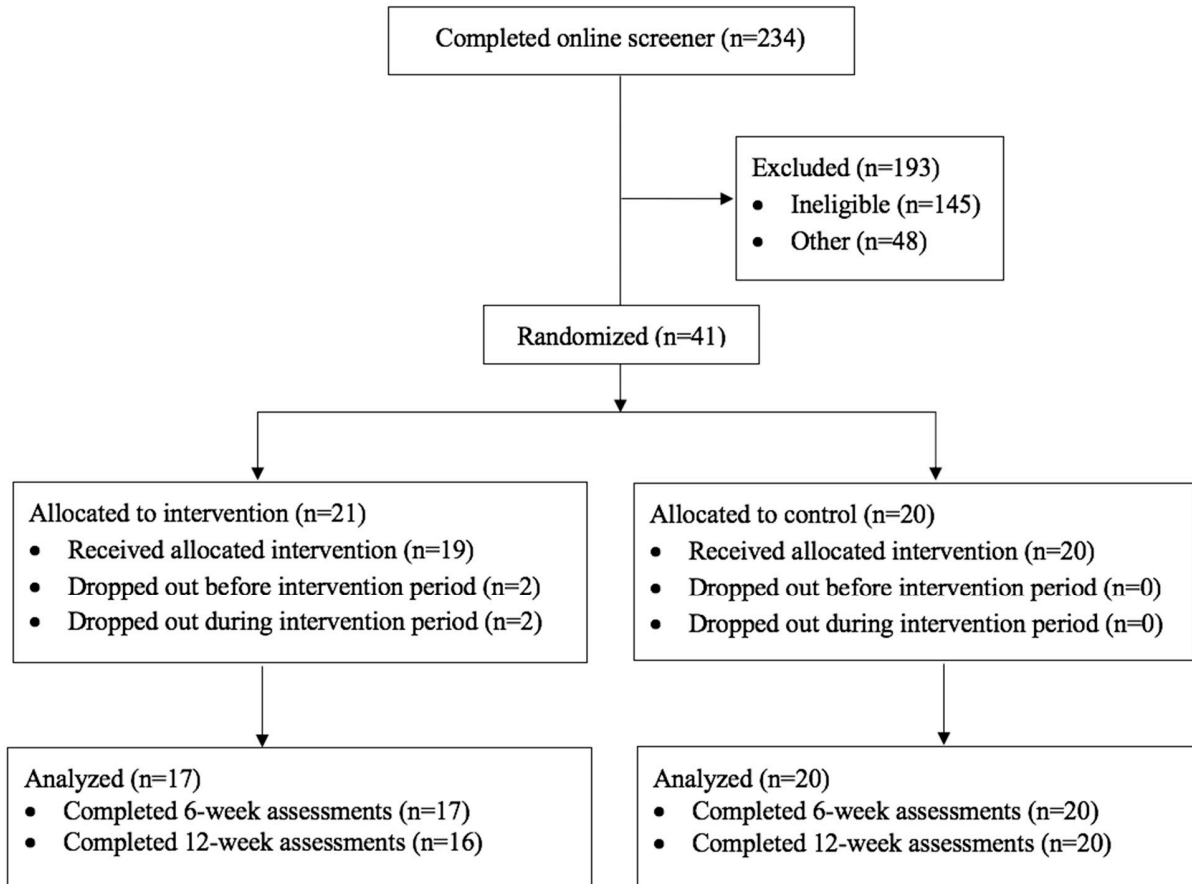 Completed online screener (n=234)
Excluded (n=193)
• Ineligible (n=145)
• Other (n=48)
Randomized (n=41)
Allocated to intervention (n=21)
• Received allocated intervention (n=19)
• Dropped out before intervention period (n=2)
• Dropped out during intervention period (n=2)
Allocated to control (n=20)
• Received allocated intervention (n=20)
• Dropped out before intervention period (n=0)
• Dropped out during intervention period (n=0)
Analyzed (n=17)
• Completed 6-week assessments (n=17)
• Completed 12-week assessments (n=16)
Analyzed (n=20)
• Completed 6-week assessments (n=20)
• Completed 12-week assessments (n=20)